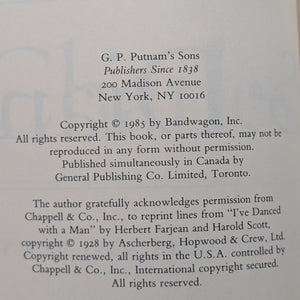 G. P. Putnam's Sons
Publishers Since 1838
200 Madison Avenue
New York, NY 10016
Copyright © 1985 by Bandwagon, Inc.
All rights reserved. This book, or parts thereof, may not be
reproduced in any form without permission.
Published simultaneously in Canada by
General Publishing Co. Limited, Toronto.
The author gratefully acknowledges permission from
Chappell & Co., Inc., to reprint lines from "I've Danced
with a Man" by Herbert Farjean and Harold Scott,
copyright © 1928 by Ascherberg, Hopwood & Crew, Ltd.
Copyright renewed, all rights in the U.S.A. controlled by
Chappell & Co., Inc., International copyright secured.
All rights reserved.